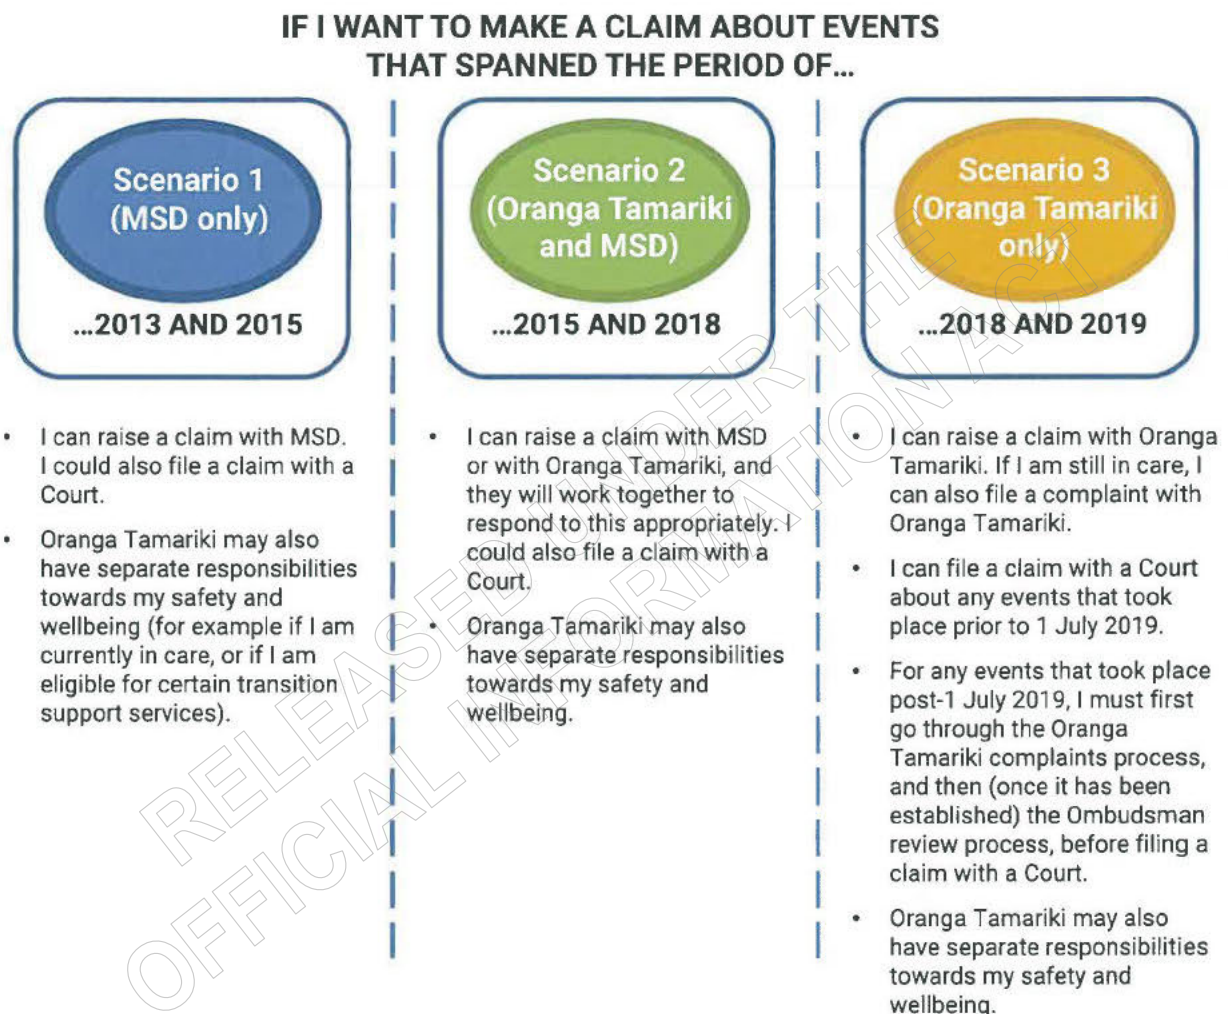 IF I WANT TO MAKE A CLAIM ABOUT EVENTS
THAT SPANNED THE PERIOD OF...
Scenario 1
(MSD only)
...2013 AND 2015
• I can raise a claim with MSD.
I could also file a claim with a
Court.
• Oranga Tamariki may also
have separate responsibilities
towards my safety and
wellbeing (for example if I am
currently in care, or if I am
eligible for certain transition
support services).
Scenario 2
(Oranga Tamariki
and MSD)
...2015 AND 2018
• I can raise a claim with MSD
or with Oranga Tamariki, and
they will work together to
respond to this appropriately. I
could also file a claim with a
Court.
• Oranga Tamariki may also
have separate responsibilities
towards my safety and
wellbeing.
Scenario 3
(Oranga Tamariki
only)
...2018 AND 2019
• I can raise a claim with Oranga
Tamariki. If I am still in care, I
can also file a complaint with
Oranga Tamariki.
• I can file a claim with a Court
about any events that took
place prior to 1 July 2019.
• For any events that took place
post-1 July 2019, I must first
go through the Oranga
Tamariki complaints process,
and then (once it has been
established) the Ombudsman
review process, before filing a
claim with a Court.
• Oranga Tamariki may also
have separate responsibilities
towards my safety and
wellbeing.
RELEASED UNDER THE
OFFICIAL INFORMATION ACT